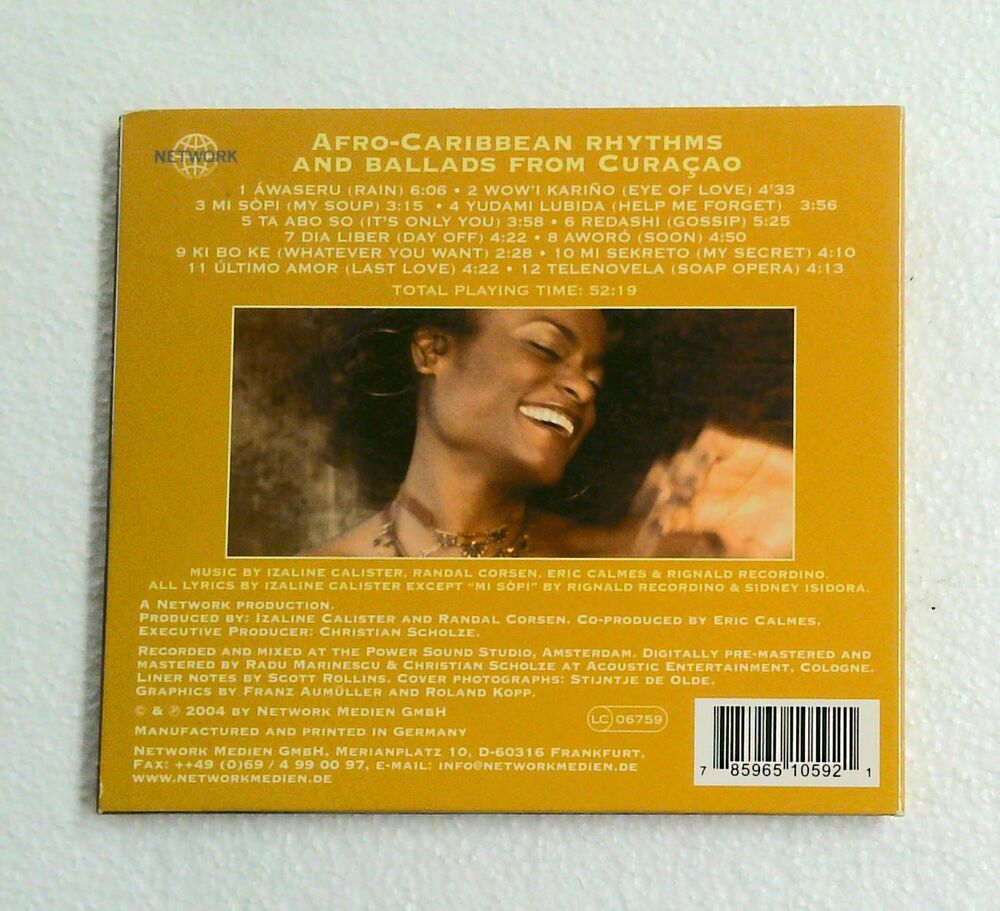 NETWORK
AFRO-CARIBBEAN RHYTHMS
AND BALLADS FROM CURAÇAO
1 ÁWASERU (RAIN) 6:06 • 2 WOW'I KARIÑO (EYE OF LOVE) 4'33
3 MI SÒPI (MY SOUP) 3:15 • 4 YUDAMI LUBIDA (HELP ME FORGET) 3:56
5 TA ABO SO (IT'S ONLY YOU) 3:58 • 6 REDASHI (GOSSIP) 5:25
7 DIA LIBER (DAY OFF) 4:22 • 8 AWORÓ (SOON) 4:50
9 KI BO KE (WHATEVER YOU WANT) 2:28 • 10 MI SEKRETO (MY SECRET) 4:10
11 ÚLTIMO AMOR (LAST LOVE) 4:22 • 12 TELENOVELA (SOAP OPERA) 4:13
TOTAL PLAYING TIME: 52:19
MUSIC BY IZALINE CALISTER, RANDAL CORSEN, ERIC CALMES & RIGNALD RECORDINO.
ALL LYRICS BY IZALINE CALISTER EXCEPT "MI SÒPI" BY RIGNALD RECORDINO & SIDNEY ISIDORA.
A NETWORK PRODUCTION.
PRODUCED BY: IZALINE CALISTER AND RANDAL CORSEN. CO-PRODUCED BY ERIC CALMES.
EXECUTIVE PRODUCER: CHRISTIAN SCHOLZE.
RECORDED AND MIXED AT THE POWER SOUND STUDIO, AMSTERDAM. DIGITALLY PRE-MASTERED AND
MASTERED BY RADU MARINESCU & CHRISTIAN SCHOLZE AT ACOUSTIC ENTERTAINMENT, COLOGNE.
LINER NOTES BY SCOTT ROLLINS. COVER PHOTOGRAPHS: STIJNTJE DE OLDE.
GRAPHICS BY FRANZ AUMÜLLER AND ROLAND KOPP.
© & ℗ 2004 BY NETWORK MEDIEN GMBH
MANUFACTURED AND PRINTED IN GERMANY
NETWORK MEDIEN GMBH, MERIANPLATZ 10, D-60316 FRANKFURT,
FAX: ++49 (0)69 / 4 99 00 97, E-MAIL: INFO@NETWORKMEDIEN.DE
WWW.NETWORKMEDIEN.DE
LC 06759
7 85965 10592 1